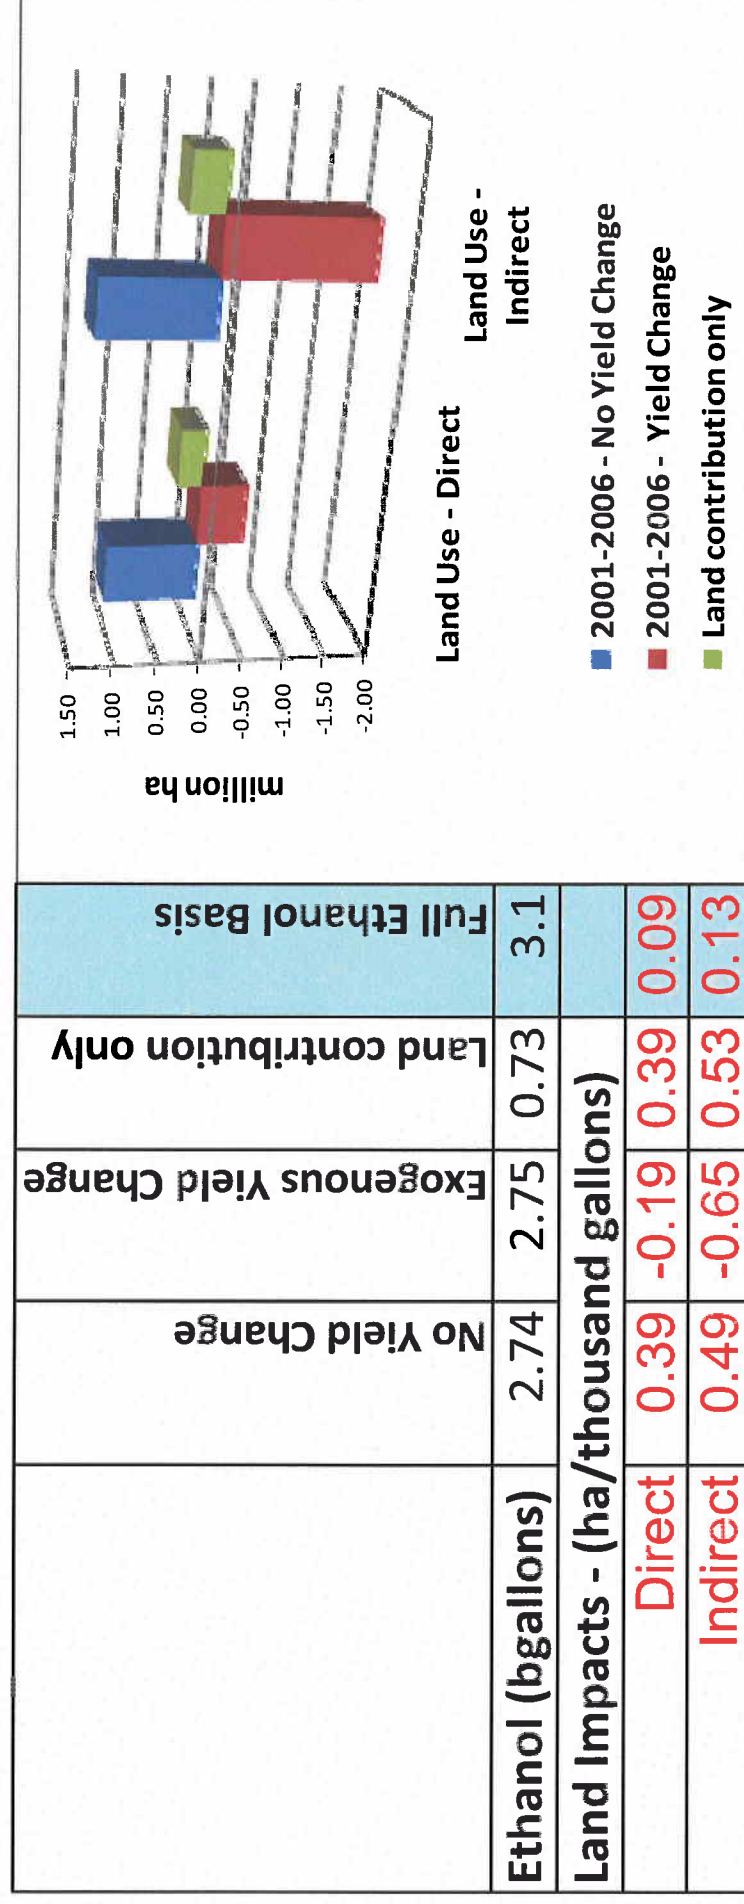 No Yield Change
Exogenous Yield Change
Land contribution only
Full Ethanol Basis
Ethanol (bgallons) 2.74 2.75 0.73 3.1
Land Impacts - (ha/thousand gallons)
Direct 0.39 -0.19 0.39 0.09
Indirect 0.49 -0.65 0.53 0.13
million ha
1.50
1.00
0.50
0.00
-0.50
-1.00
-1.50
-2.00
Land Use - Direct
Land Use -
Indirect
2001-2006 - No Yield Change
2001-2006 - Yield Change
Land contribution only